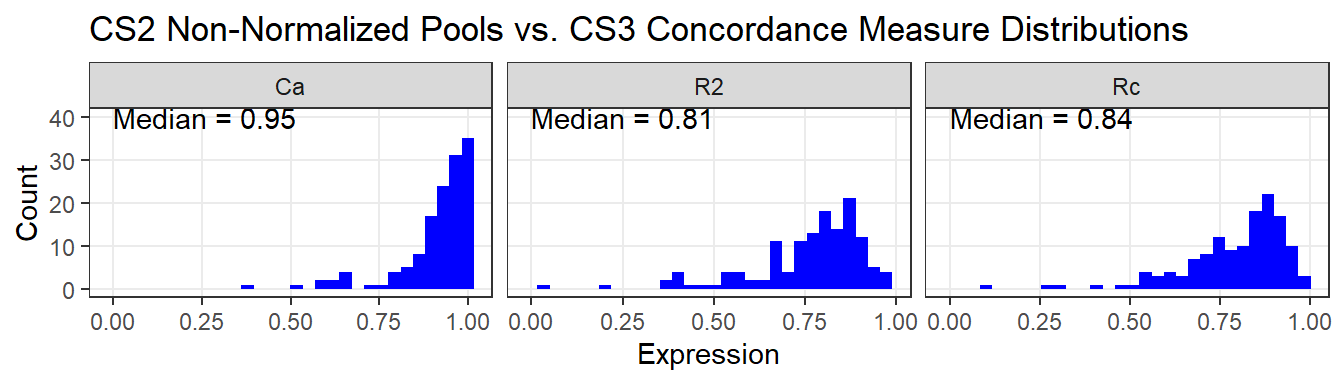 CS2 Non-Normalized Pools vs. CS3 Concordance Measure Distributions
Ca R2 Rc
Median = 0.95 Median = 0.81 Median = 0.84
Count
40
30
20
10
0
0.00 0.25 0.50 0.75 1.00 0.00 0.25 0.50 0.75 1.00 0.00 0.25 0.50 0.75 1.00
Expression